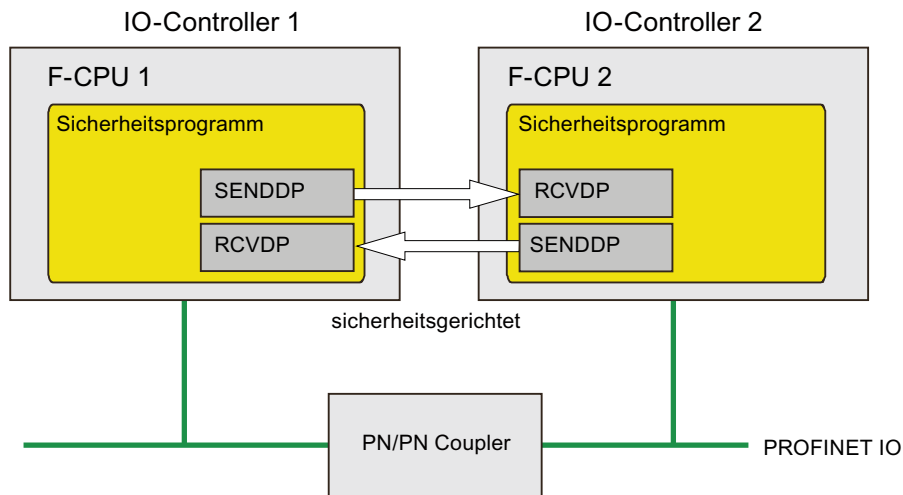 IO-Controller 1
IO-Controller 2
F-CPU 1
F-CPU 2
Sicherheitsprogramm
Sicherheitsprogramm
SENDDP
RCVDP
RCVDP
SENDDP
sicherheitsgerichtet
PN/PN Coupler
PROFINET IO